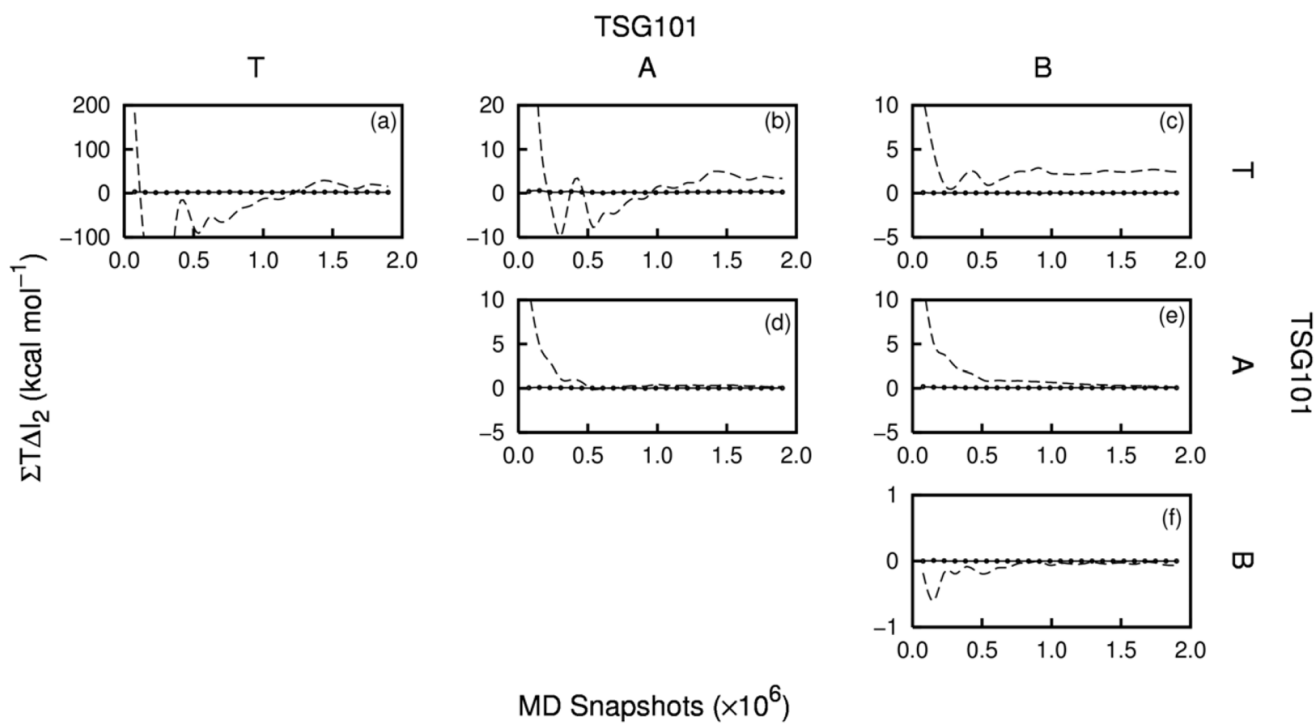 TSG101
T A B
200
100
0
−100
0.0 0.5 1.0 1.5 2.0
(a)
20
10
0
−10
0.0 0.5 1.0 1.5 2.0
(b)
10
5
0
−5
0.0 0.5 1.0 1.5 2.0
(c)
T
10
5
0
−5
0.0 0.5 1.0 1.5 2.0
(d)
10
5
0
−5
0.0 0.5 1.0 1.5 2.0
(e)
A
TSG101
ΣTΔI₂ (kcal mol⁻¹)
1
0
−1
0.0 0.5 1.0 1.5 2.0
(f)
B
MD Snapshots (×10⁶)